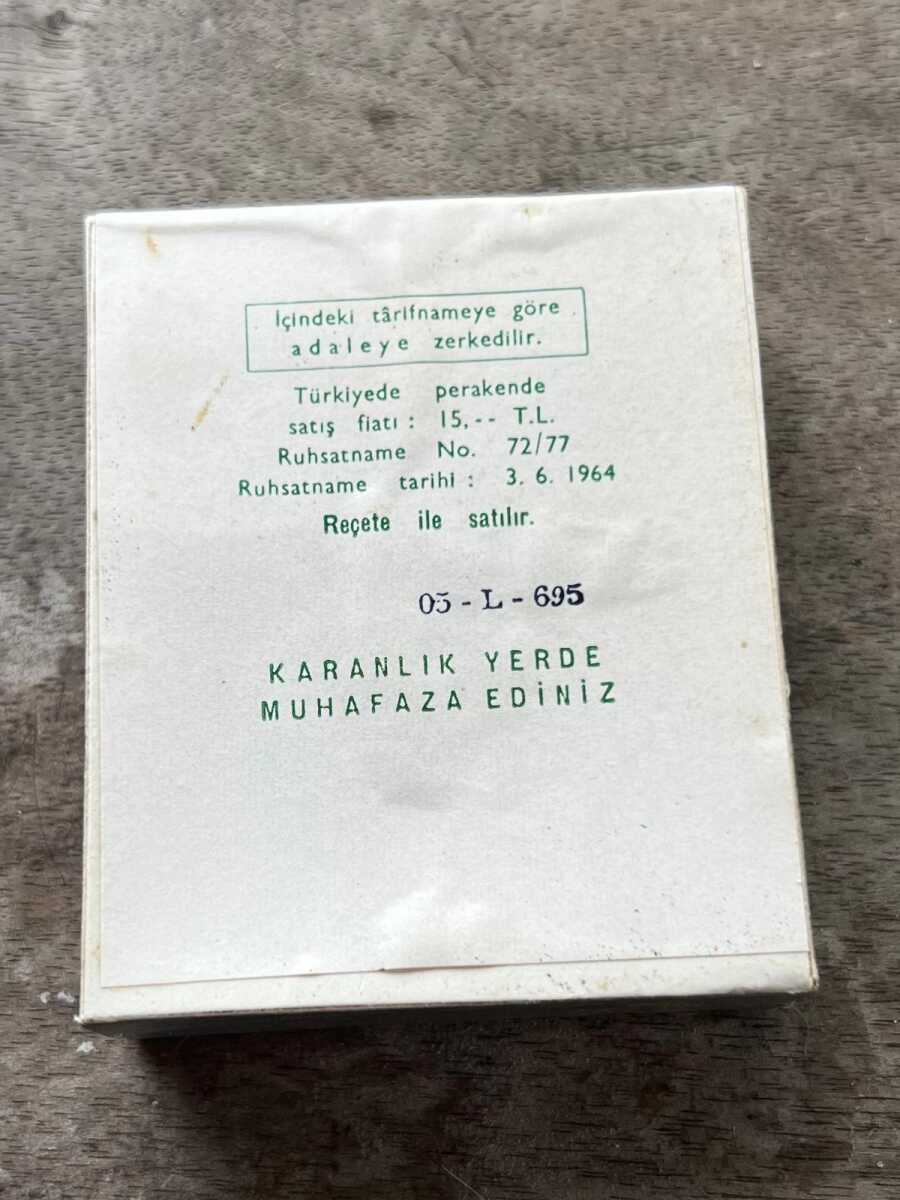 İçindeki târifnameye göre
adaleye zerkedilir.
Türkiyede perakende
satış fiatı : 15,-- T.L.
Ruhsatname No. 72/77
Ruhsatname tarihi : 3. 6. 1964
Reçete ile satılır.
05 - L - 695
KARANLIK YERDE
MUHAFAZA EDİNİZ